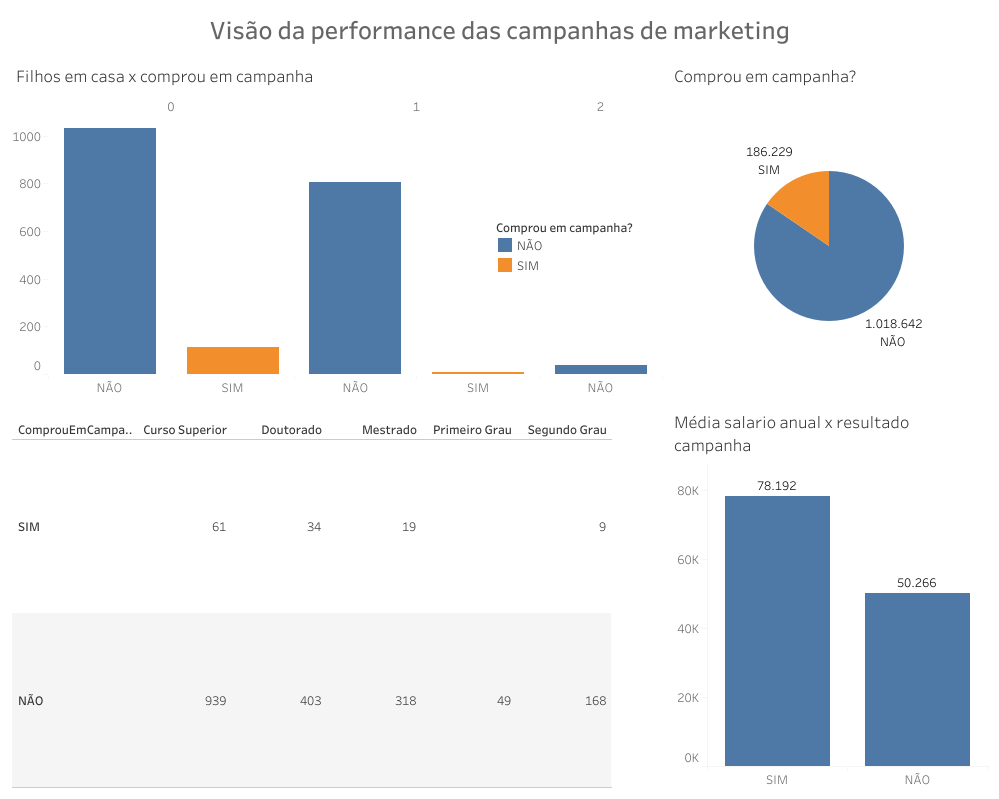 Visão da performance das campanhas de marketing
Filhos em casa x comprou em campanha
0 1 2
1000
800
600
400
200
0
NÃO SIM NÃO SIM NÃO
Comprou em campanha?
NÃO
SIM
Comprou em campanha?
186.229
SIM
1.018.642
NÃO
ComprouEmCampa.. Curso Superior Doutorado Mestrado Primeiro Grau Segundo Grau
SIM 61 34 19 9
NÃO 939 403 318 49 168
Média salario anual x resultado
campanha
80K
60K
40K
20K
0K
78.192
50.266
SIM NÃO